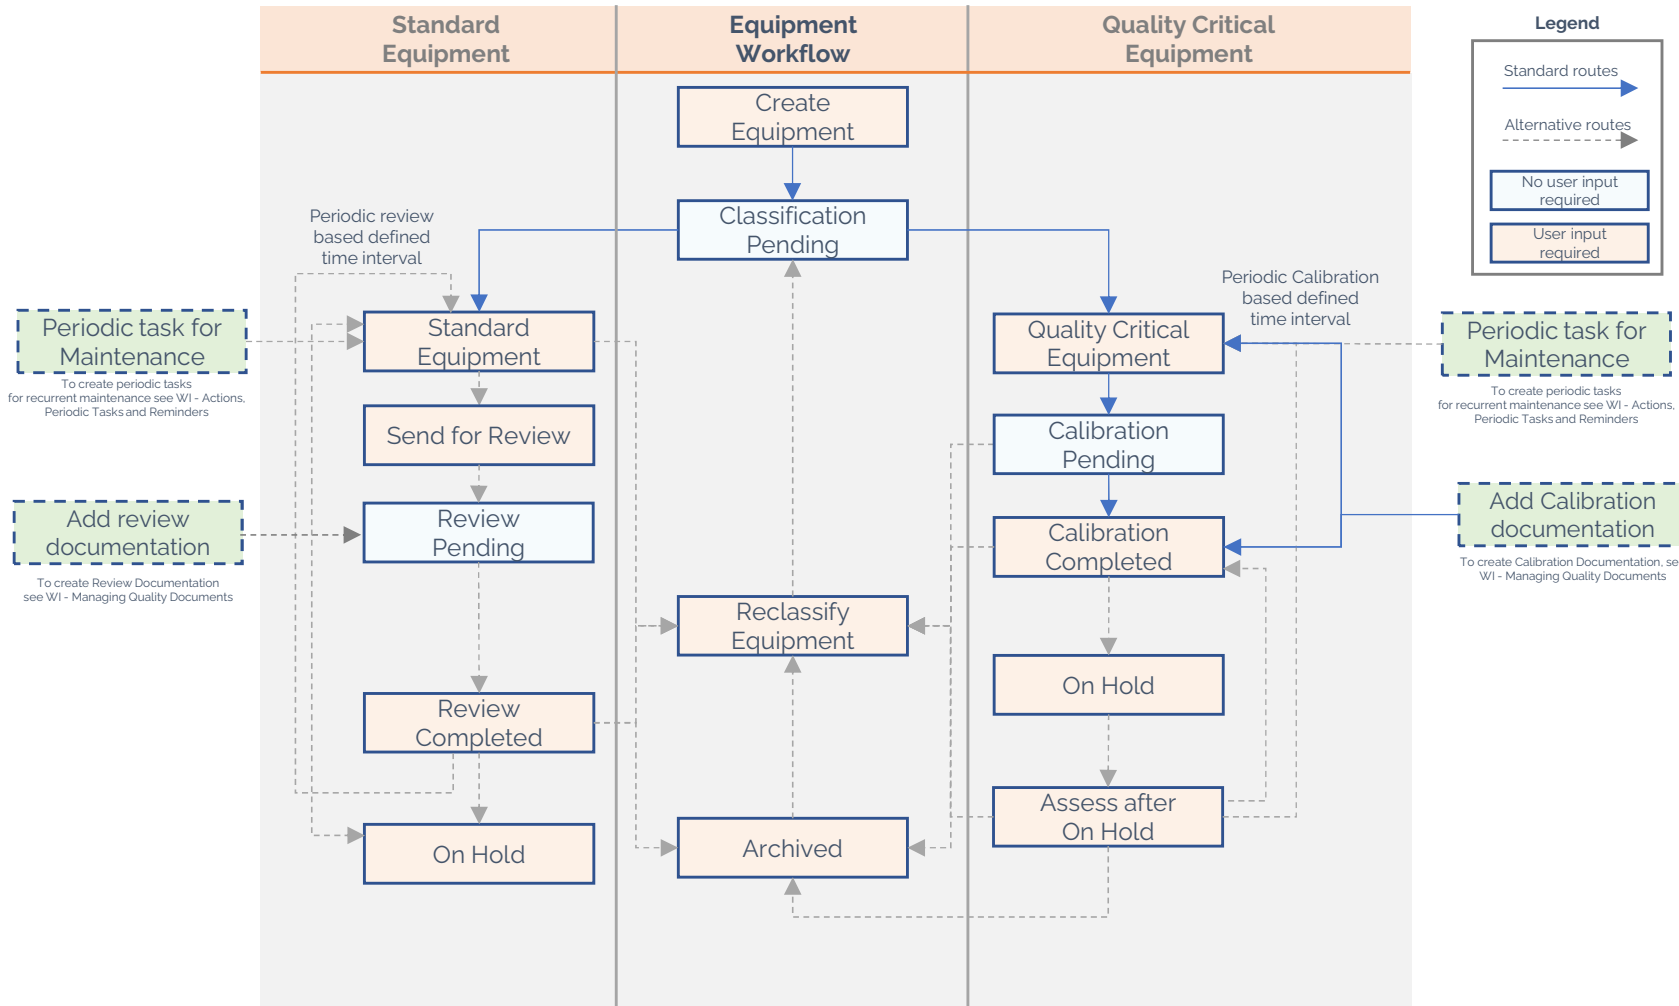 Standard
Equipment
Equipment
Workflow
Quality Critical
Equipment
Legend
Standard routes
Alternative routes
No user input
required
User input
required
Create
Equipment
Classification
Pending
Periodic review
based defined
time interval
Periodic Calibration
based defined
time interval
Periodic task for
Maintenance
To create periodic tasks
for recurrent maintenance see WI - Actions,
Periodic Tasks and Reminders
Standard
Equipment
Quality Critical
Equipment
Periodic task for
Maintenance
To create periodic tasks
for recurrent maintenance see WI - Actions,
Periodic Tasks and Reminders
Send for Review
Calibration
Pending
Add review
documentation
To create Review Documentation
see WI - Managing Quality Documents
Review
Pending
Calibration
Completed
Add Calibration
documentation
To create Calibration Documentation, se
WI - Managing Quality Documents
Reclassify
Equipment
On Hold
Review
Completed
Assess after
On Hold
On Hold
Archived